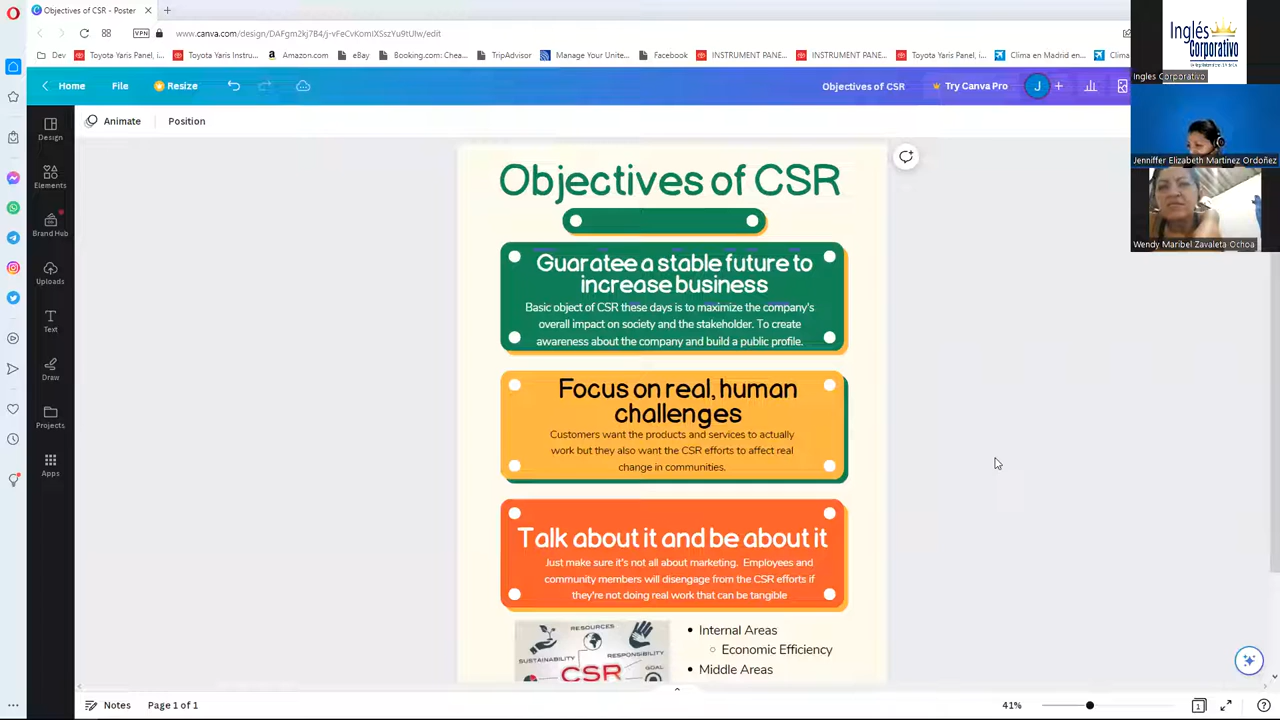 Objectives of CSR - Poster
VPN
www.canva.com/design/DAFgm2kj7B4/j-vFeCvKomiXSszYu9tUlw/edit
Dev
Toyota Yaris Panel, i...
Toyota Yaris Instru...
Amazon.com
eBay
Booking.com: Chea...
TripAdvisor
Manage Your Unite...
Facebook
INSTRUMENT PANE...
INSTRUMENT PANE...
Toyota Yaris Panel, i...
Clima en Madrid en...
Home
File
Resize
Objectives of CSR
Try Canva Pro
J
Animate
Position
Design
Elements
Brand Hub
Uploads
Text
Draw
Projects
Apps
Objectives of CSR
Guaratee a stable future to
increase business
Basic object of CSR these days is to maximize the company's
overall impact on society and the stakeholder. To create
awareness about the company and build a public profile.
Focus on real, human
challenges
Customers want the products and services to actually
work but they also want the CSR efforts to affect real
change in communities.
Talk about it and be about it
Just make sure it's not all about marketing. Employees and
community members will disengage from the CSR efforts if
they're not doing real work that can be tangible
RESOURCES
SUSTAINABILITY
RESPONSIBILITY
CSR
GOAL
Internal Areas
Economic Efficiency
Middle Areas
Notes
Page 1 of 1
41%
1
Inglés
Corporativo
Ingles Corporativo
Jenniffer Elizabeth Martinez Ordoñez
Wendy Maribel Zavaleta Ochoa